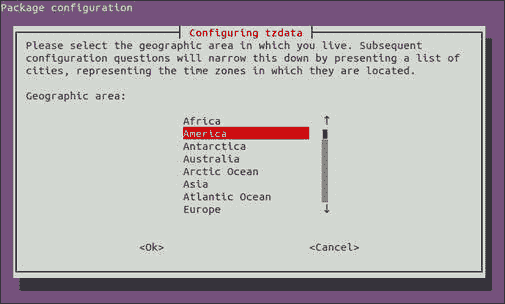 Package configuration
Configuring tzdata
Please select the geographic area in which you live. Subsequent
configuration questions will narrow this down by presenting a list of
cities, representing the time zones in which they are located.
Geographic area:
Africa
America
Antarctica
Australia
Arctic Ocean
Asia
Atlantic Ocean
Europe
<Ok> <Cancel>